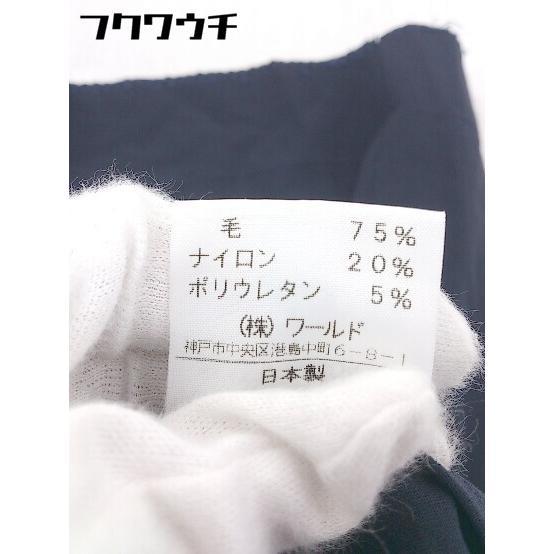 フクワウチ
毛 75%
ナイロン 20%
ポリウレタン 5%
(株) ワールド
神戸市中央区港島中町6-8-1
日本製